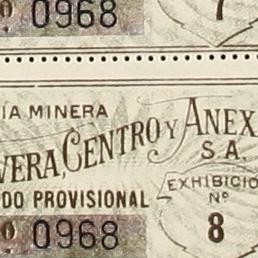 0968
7
IA MINERA
VERA, CENTRO Y ANEX
S A.
DO PROVISIONAL
EXHIBICIO
Nº
8
0968